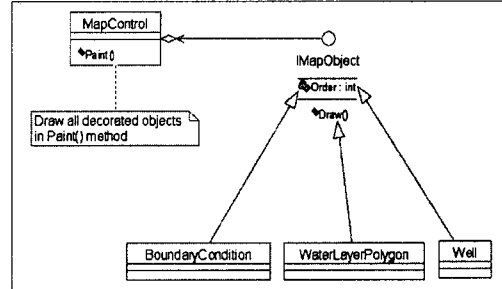 MapControl
Paint()
IMapObject
Order : int
Draw()
Draw all decorated objects
in Paint() method
BoundaryCondition
WaterLayerPolygon
Well